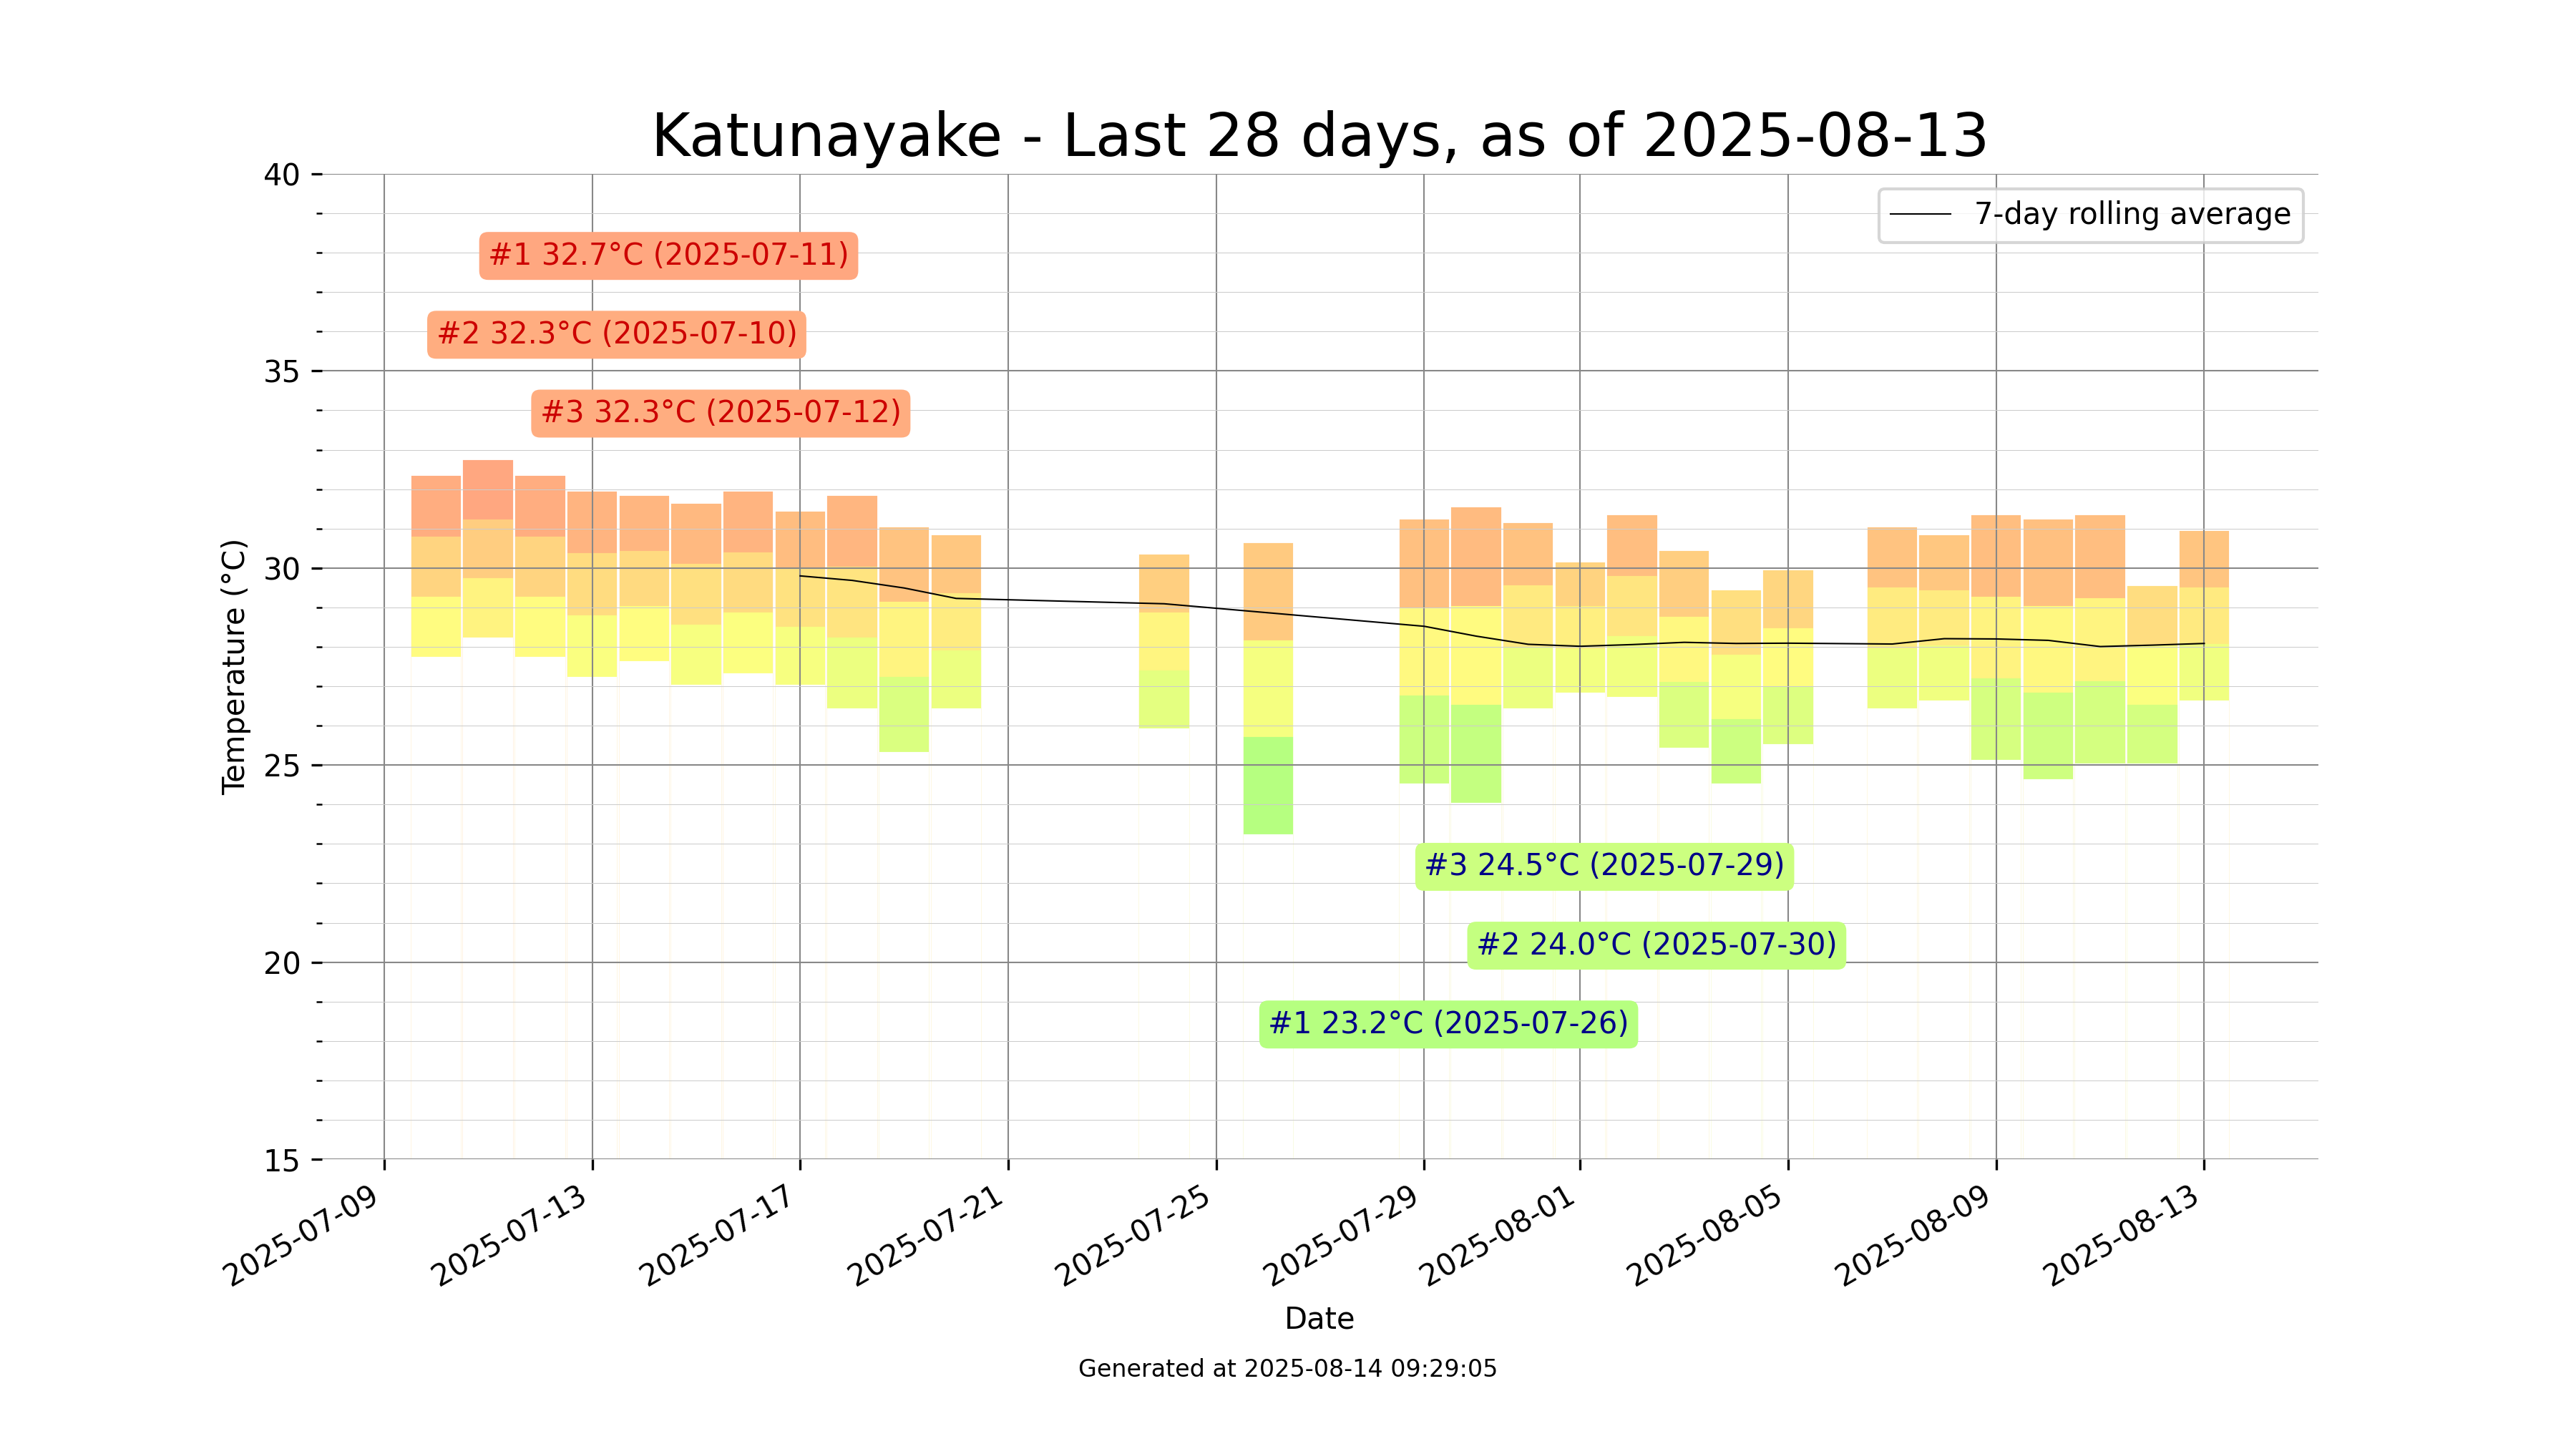 Katunayake - Last 28 days, as of 2025-08-13
40
7-day rolling average
#1 32.7°C (2025-07-11)
#2 32.3°C (2025-07-10)
35
#3 32.3°C (2025-07-12)
30
Temperature (°C)
25
#3 24.5°C (2025-07-29)
#2 24.0°C (2025-07-30)
20
#1 23.2°C (2025-07-26)
15
2025-07-09
2025-07-13
2025-07-17
2025-07-21
2025-07-25
2025-07-29
2025-08-01
2025-08-05
2025-08-09
2025-08-13
Date
Generated at 2025-08-14 09:29:05